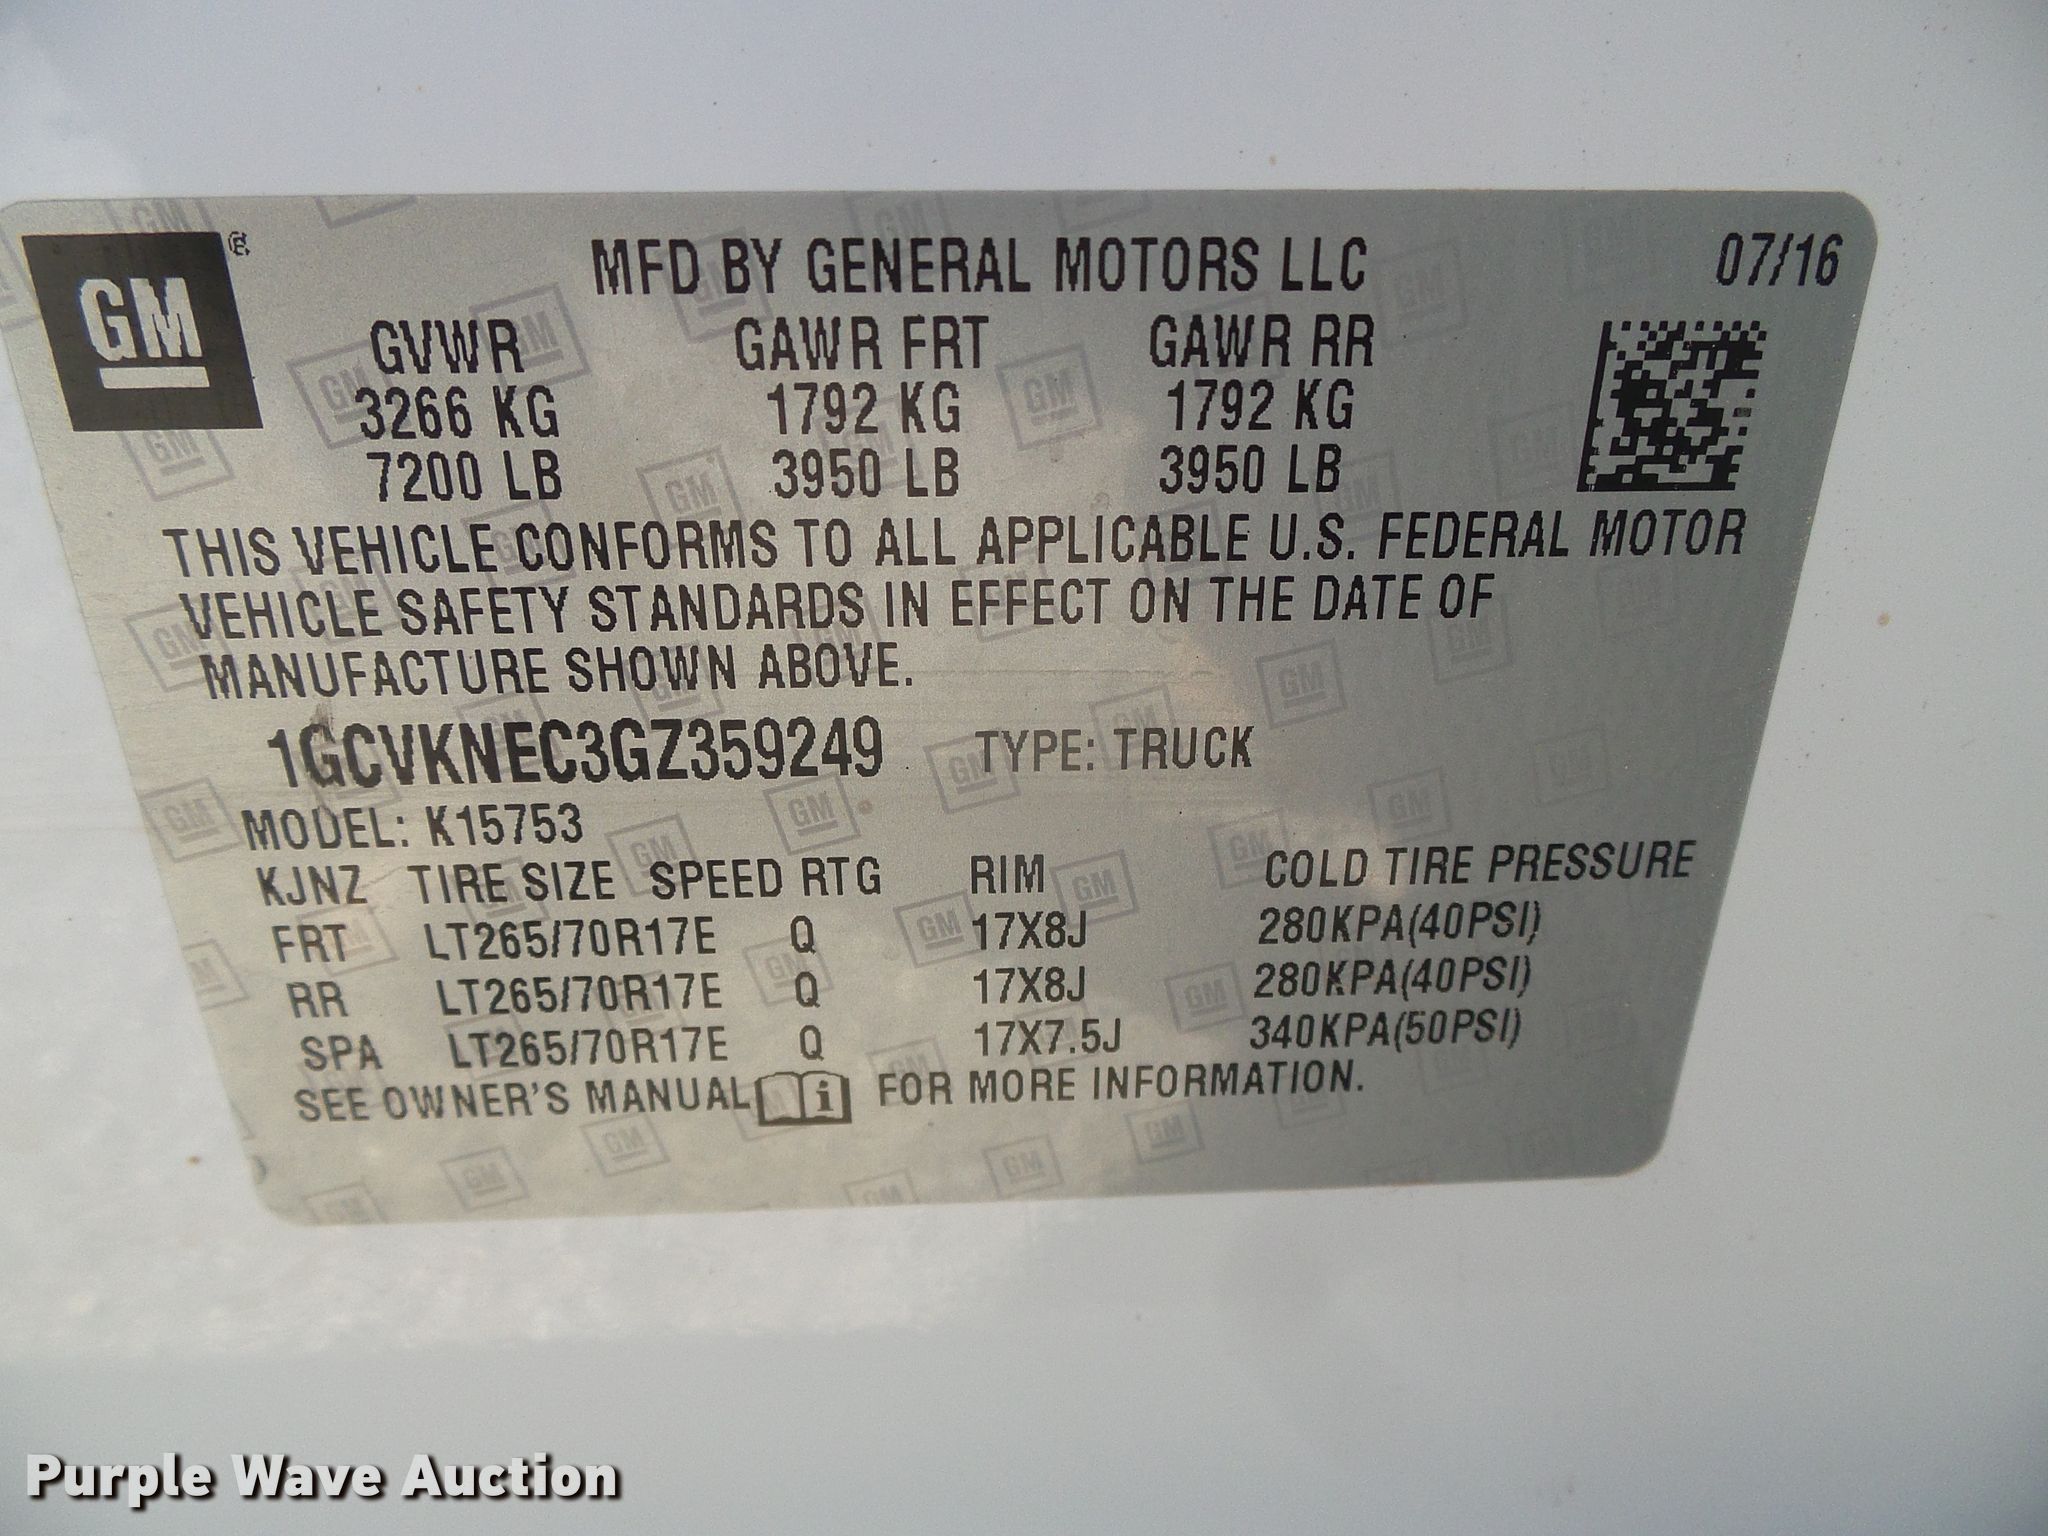 GM ®
MFD BY GENERAL MOTORS LLC 07/16
GVWR GAWR FRT GAWR RR
3266 KG 1792 KG 1792 KG
7200 LB 3950 LB 3950 LB
THIS VEHICLE CONFORMS TO ALL APPLICABLE U.S. FEDERAL MOTOR
VEHICLE SAFETY STANDARDS IN EFFECT ON THE DATE OF
MANUFACTURE SHOWN ABOVE.
1GCVKNEC3GZ359249 TYPE: TRUCK
MODEL: K15753
KJNZ TIRE SIZE SPEED RTG RIM COLD TIRE PRESSURE
FRT LT265/70R17E Q 17X8J 280KPA(40PSI)
RR LT265/70R17E Q 17X8J 280KPA(40PSI)
SPA LT265/70R17E Q 17X7.5J 340KPA(50PSI)
SEE OWNER'S MANUAL i FOR MORE INFORMATION.
Purple Wave Auction